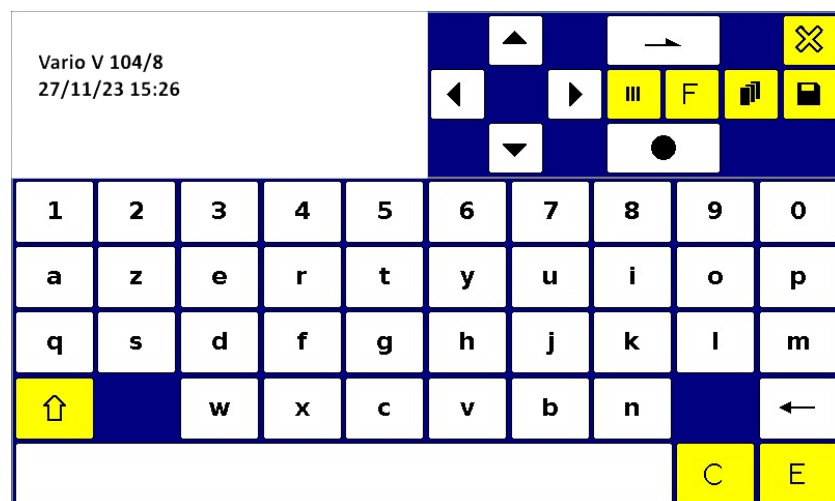 Vario V 104/8
27/11/23 15:26
F
1 2 3 4 5 6 7 8 9 0
a z e r t y u i o p
q s d f g h j k l m
w x c v b n
C E